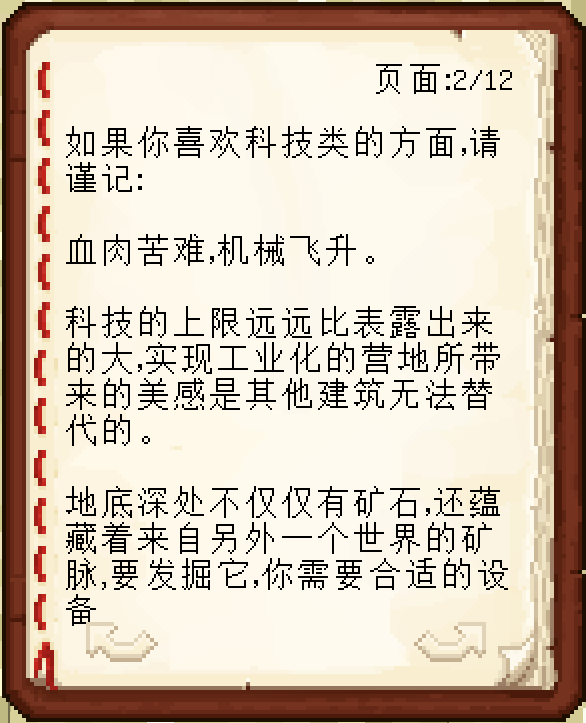 页面:2/12
如果你喜欢科技类的方面,请
谨记:
血肉苦难,机械飞升。
科技的上限远远比表露出来
的大,实现工业化的营地所带
来的美感是其他建筑无法替
代的。
地底深处不仅仅有矿石,还蕴
藏着来自另外一个世界的矿
脉,要发掘它,你需要合适的设
备